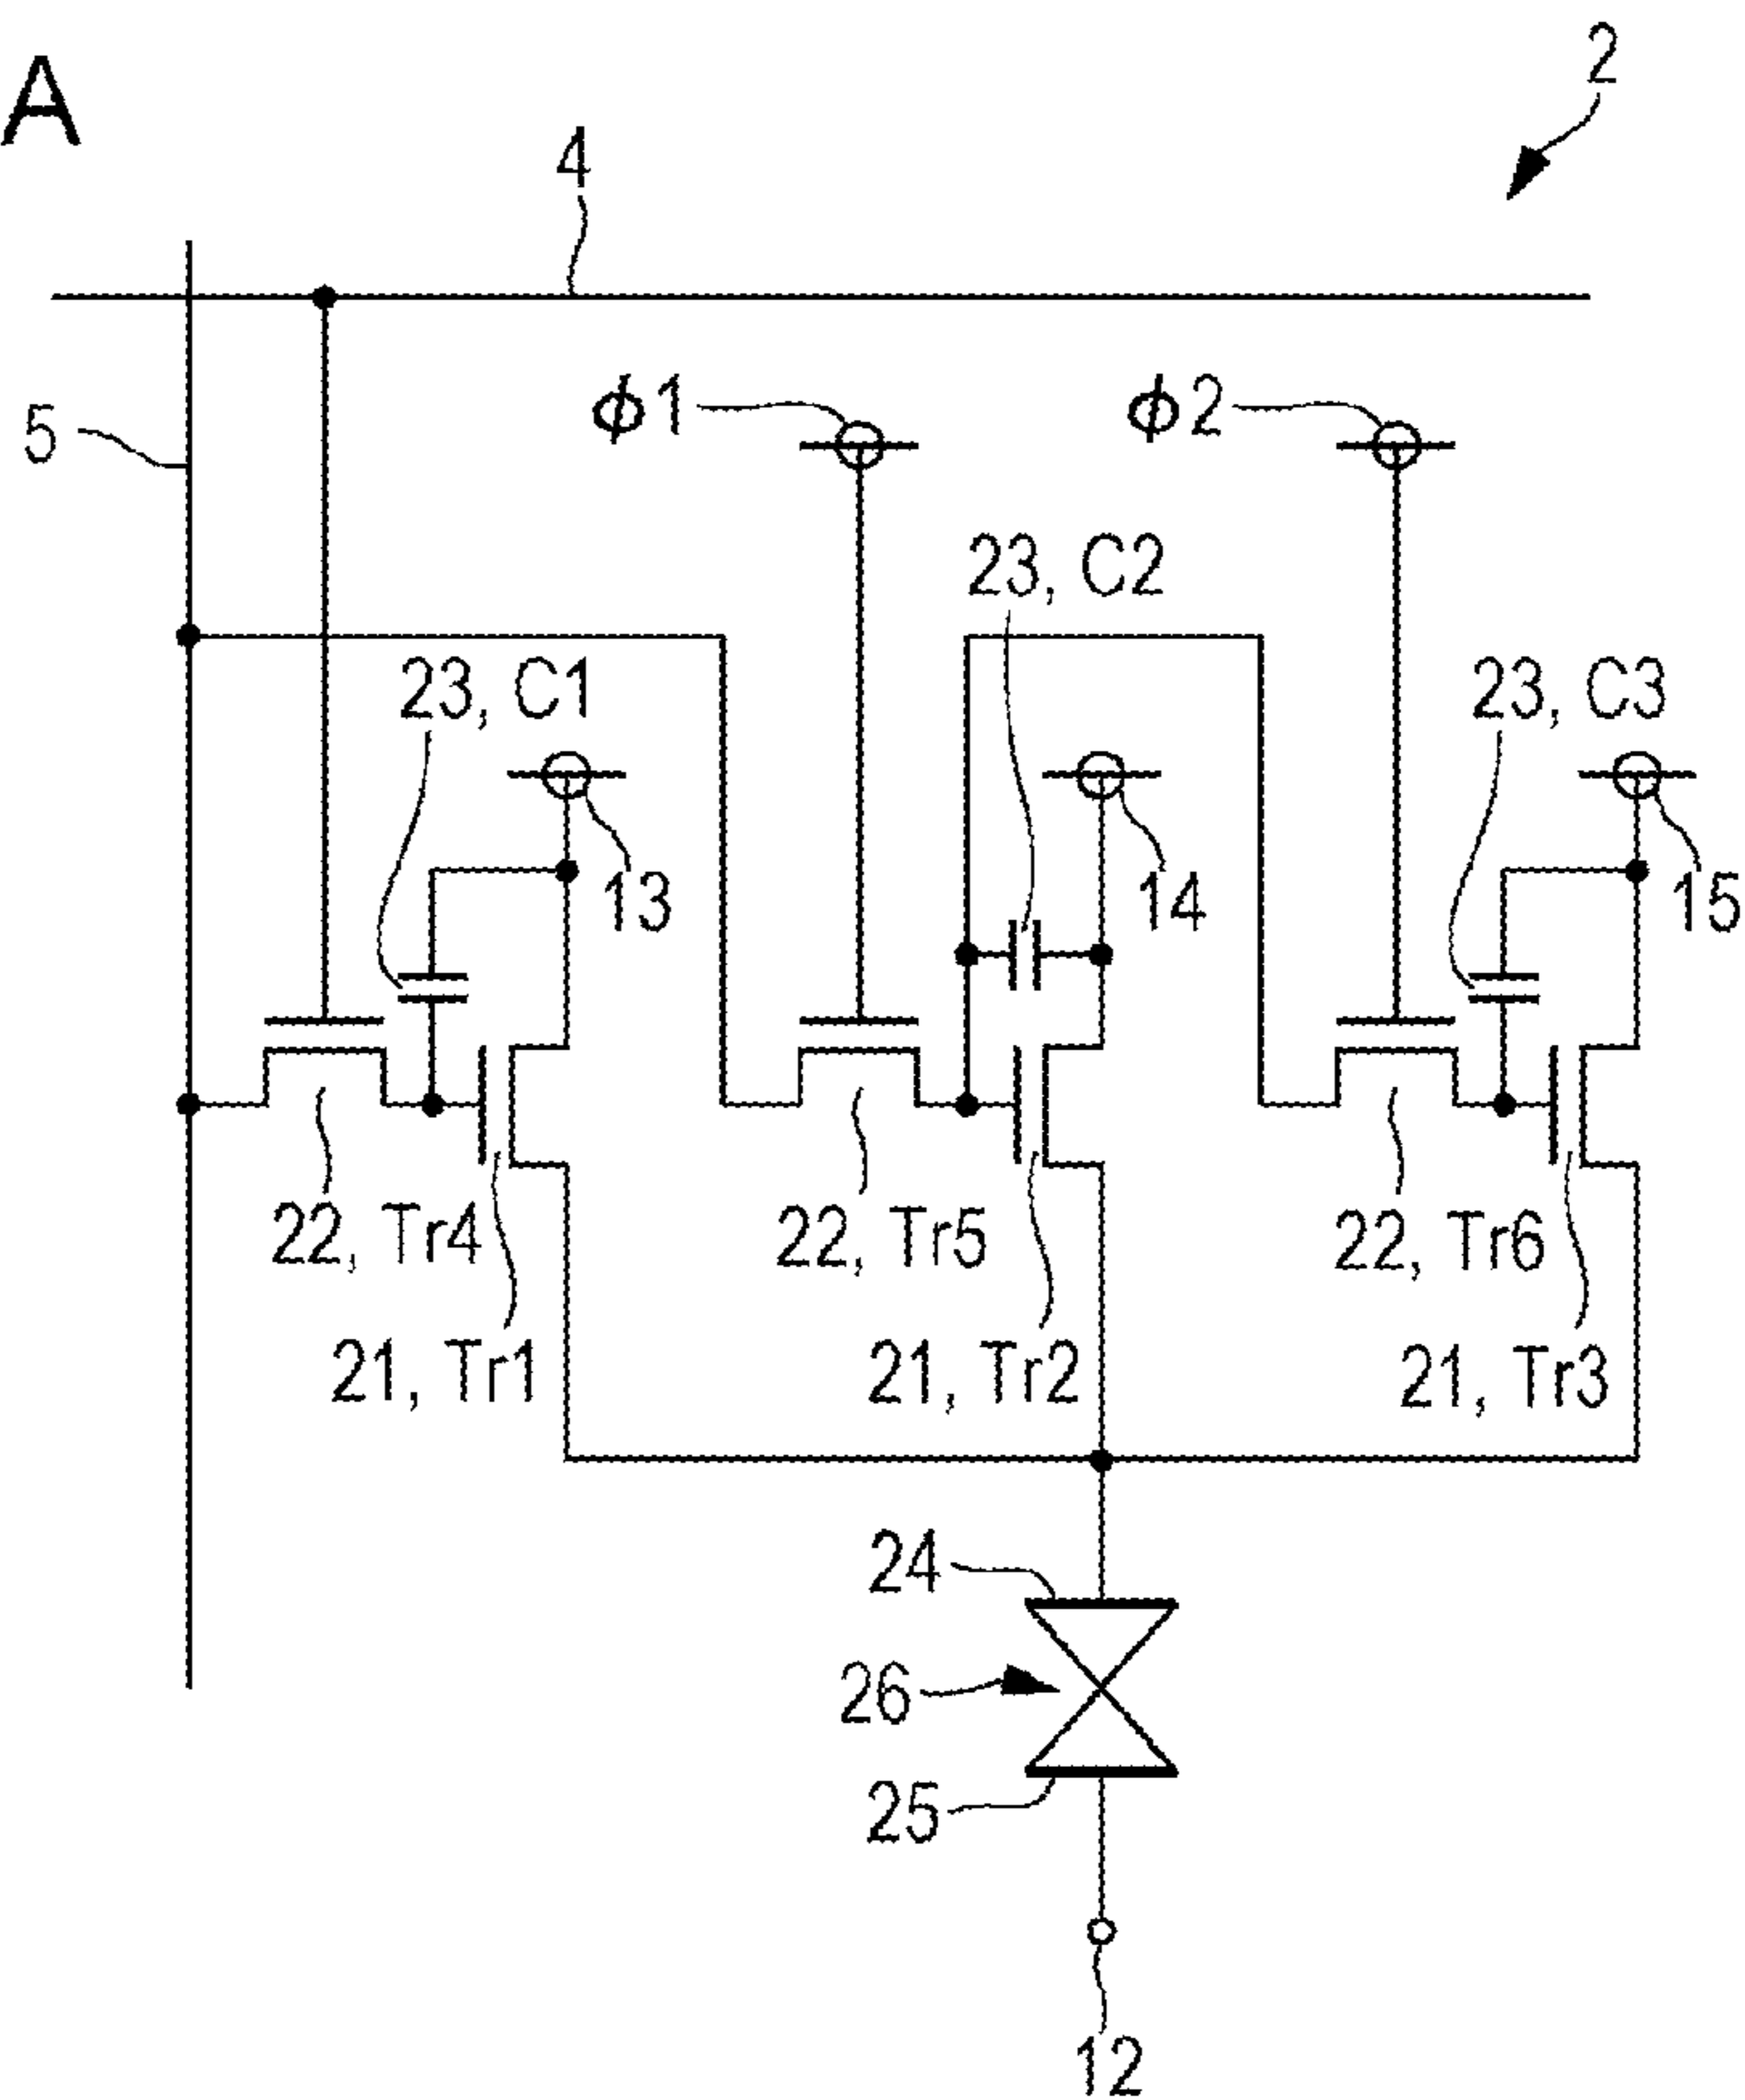 2
A
4
5
ϕ1
ϕ2
23, C2
23, C1
23, C3
13
14
15
22, Tr4
22, Tr5
22, Tr6
21, Tr1
21, Tr2
21, Tr3
24
26
25
12